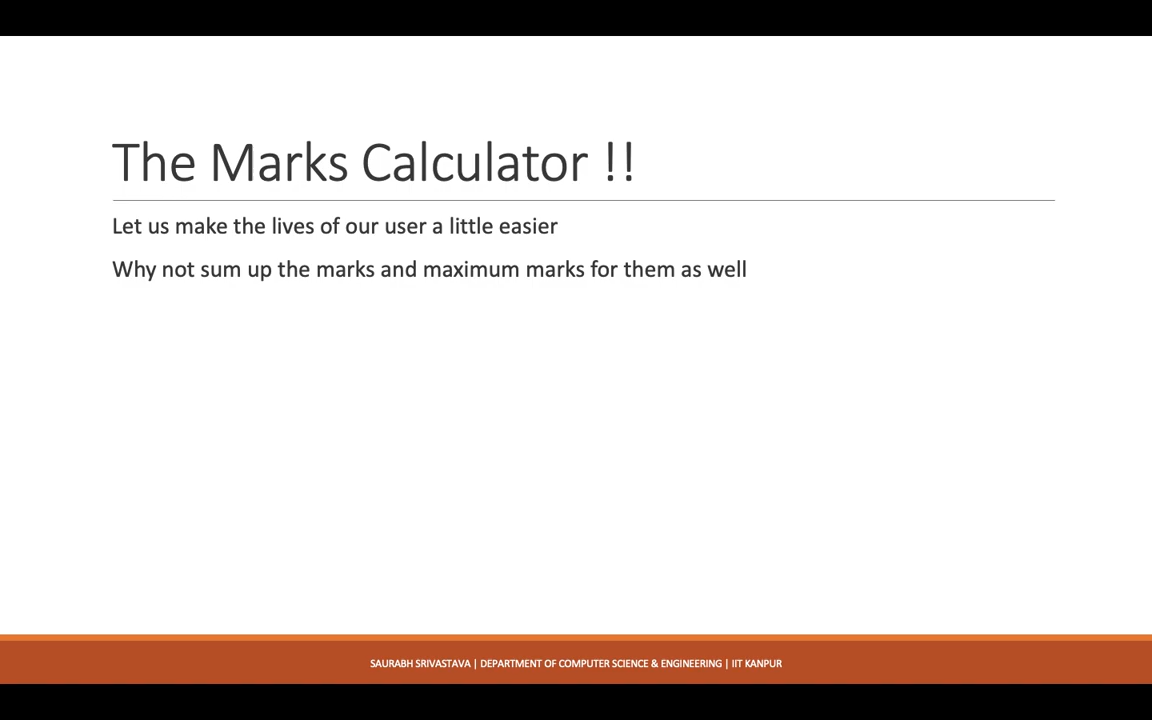 The Marks Calculator !!
Let us make the lives of our user a little easier
Why not sum up the marks and maximum marks for them as well
SAURABH SRIVASTAVA | DEPARTMENT OF COMPUTER SCIENCE & ENGINEERING | IIT KANPUR